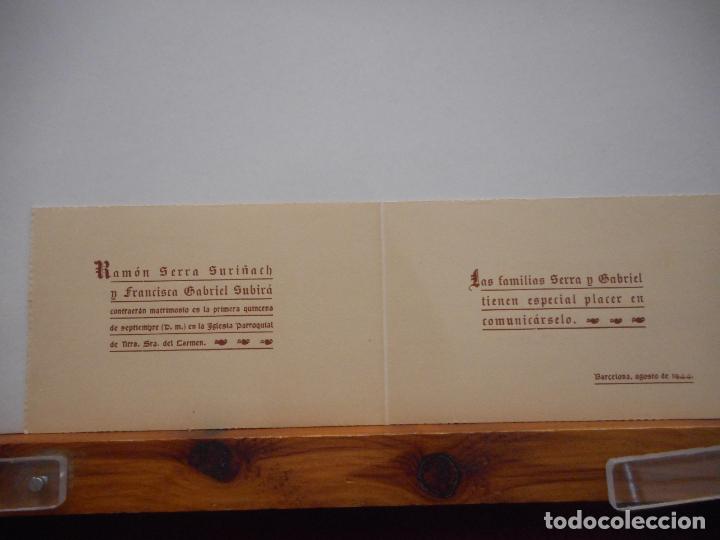 Ramón Serra Suriñach
y Francisca Gabriel Subirá
contraerán matrimonio en la primera quincena
de septiembre (D. m.) en la Iglesia Parroquial
de Ntra. Sra. del Carmen.
Las familias Serra y Gabriel
tienen especial placer en
comunicárselo.
Barcelona, agosto de
todocoleccion.net